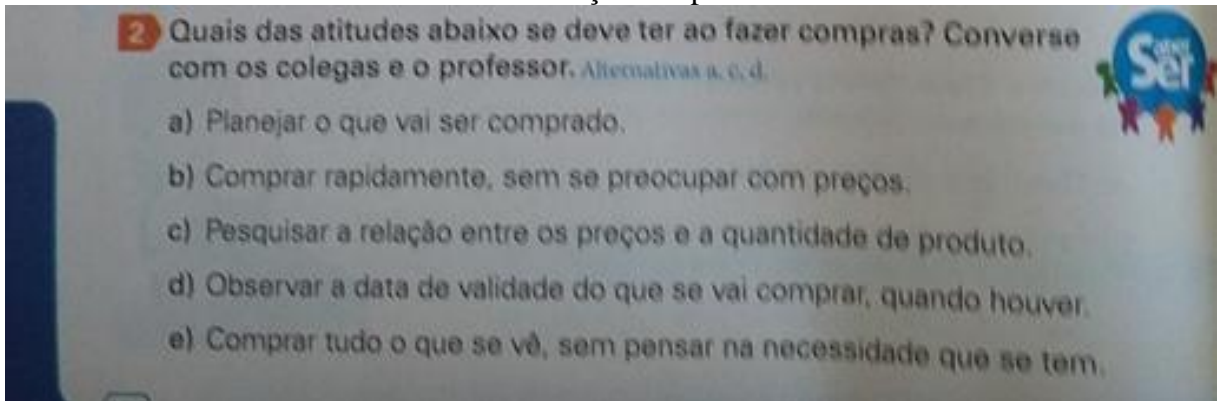 2 Quais das atitudes abaixo se deve ter ao fazer compras? Converse
com os colegas e o professor. Alternativas a, c, d.
a) Planejar o que vai ser comprado.
b) Comprar rapidamente, sem se preocupar com preços.
c) Pesquisar a relação entre os preços e a quantidade de produto.
d) Observar a data de validade do que se vai comprar, quando houver.
e) Comprar tudo o que se vê, sem pensar na necessidade que se tem.
Saber
Ser